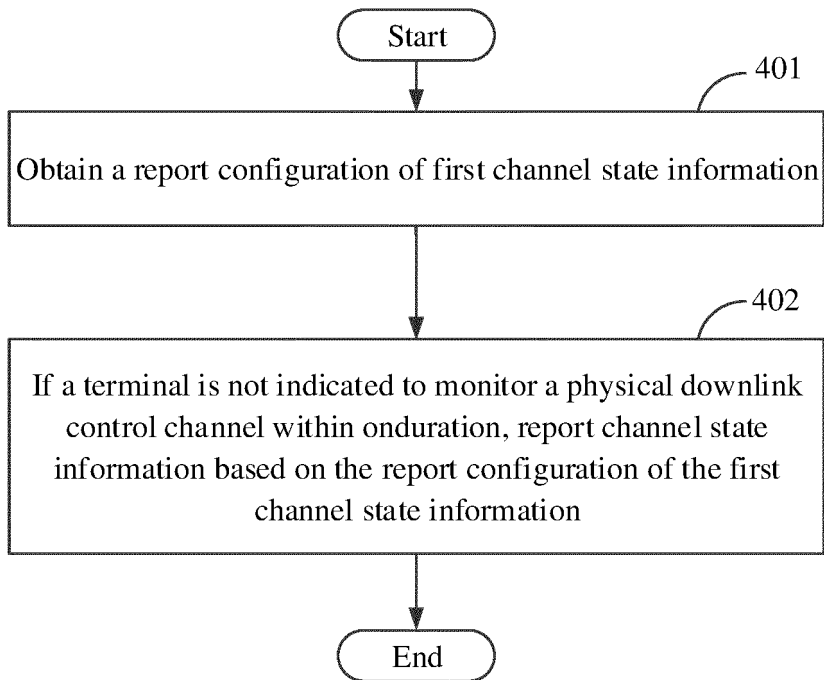 Start
401
Obtain a report configuration of first channel state information
402
If a terminal is not indicated to monitor a physical downlink
control channel within onduration, report channel state
information based on the report configuration of the first
channel state information
End